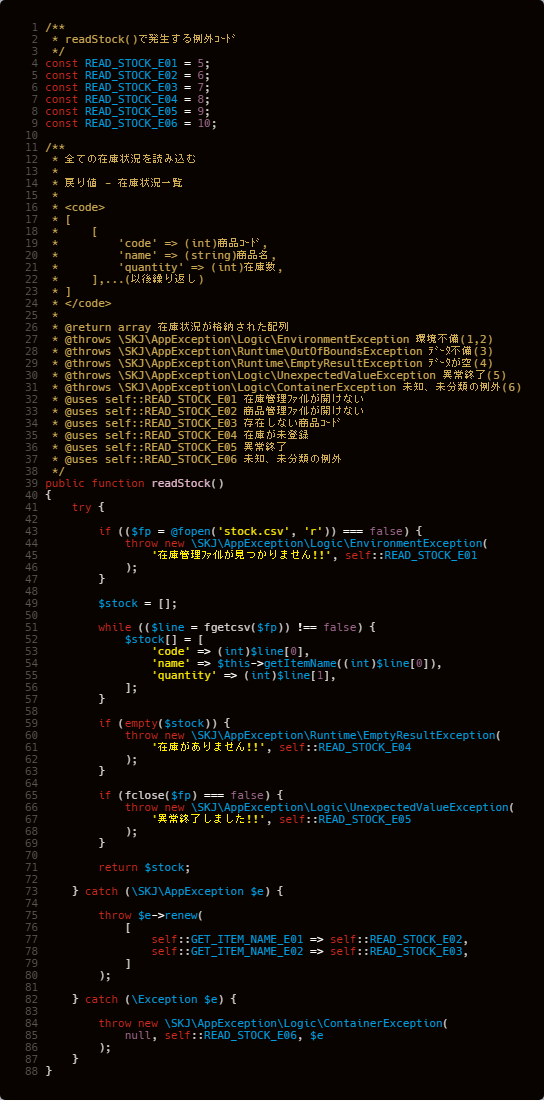 1 /**
2  * readStock()で発生する例外ｺｰﾄﾞ
3  */
4 const READ_STOCK_E01 = 5;
5 const READ_STOCK_E02 = 6;
6 const READ_STOCK_E03 = 7;
7 const READ_STOCK_E04 = 8;
8 const READ_STOCK_E05 = 9;
9 const READ_STOCK_E06 = 10;
10
11 /**
12  * 全ての在庫状況を読み込む
13  *
14  * 戻り値 - 在庫状況一覧
15  *
16  * <code>
17  * [
18  *     [
19  *         'code' => (int)商品ｺｰﾄﾞ,
20  *         'name' => (string)商品名,
21  *         'quantity' => (int)在庫数,
22  *     ],...(以後繰り返し)
23  * ]
24  * </code>
25  *
26  * @return array 在庫状況が格納された配列
27  * @throws \SKJ\AppException\Logic\EnvironmentException 環境不備(1,2)
28  * @throws \SKJ\AppException\Runtime\OutOfBoundsException ﾃﾞｰﾀ不備(3)
29  * @throws \SKJ\AppException\Runtime\EmptyResultException ﾃﾞｰﾀが空(4)
30  * @throws \SKJ\AppException\Logic\UnexpectedValueException 異常終了(5)
31  * @throws \SKJ\AppException\Logic\ContainerException 未知、未分類の例外(6)
32  * @uses self::READ_STOCK_E01 在庫管理ﾌｧｲﾙが開けない
33  * @uses self::READ_STOCK_E02 商品管理ﾌｧｲﾙが開けない
34  * @uses self::READ_STOCK_E03 存在しない商品ｺｰﾄﾞ
35  * @uses self::READ_STOCK_E04 在庫が未登録
36  * @uses self::READ_STOCK_E05 異常終了
37  * @uses self::READ_STOCK_E06 未知、未分類の例外
38  */
39 public function readStock()
40 {
41     try {
42
43         if (($fp = @fopen('stock.csv', 'r')) === false) {
44             throw new \SKJ\AppException\Logic\EnvironmentException(
45                 '在庫管理ﾌｧｲﾙが見つかりません!!', self::READ_STOCK_E01
46             );
47         }
48
49         $stock = [];
50
51         while (($line = fgetcsv($fp)) !== false) {
52             $stock[] = [
53                 'code' => (int)$line[0],
54                 'name' => $this->getItemName((int)$line[0]),
55                 'quantity' => (int)$line[1],
56             ];
57         }
58
59         if (empty($stock)) {
60             throw new \SKJ\AppException\Runtime\EmptyResultException(
61                 '在庫がありません!!', self::READ_STOCK_E04
62             );
63         }
64
65         if (fclose($fp) === false) {
66             throw new \SKJ\AppException\Logic\UnexpectedValueException(
67                 '異常終了しました!!', self::READ_STOCK_E05
68             );
69         }
70
71         return $stock;
72
73     } catch (\SKJ\AppException $e) {
74
75         throw $e->renew(
76             [
77                 self::GET_ITEM_NAME_E01 => self::READ_STOCK_E02,
78                 self::GET_ITEM_NAME_E02 => self::READ_STOCK_E03,
79             ]
80         );
81
82     } catch (\Exception $e) {
83
84         throw new \SKJ\AppException\Logic\ContainerException(
85             null, self::READ_STOCK_E06, $e
86         );
87     }
88 }